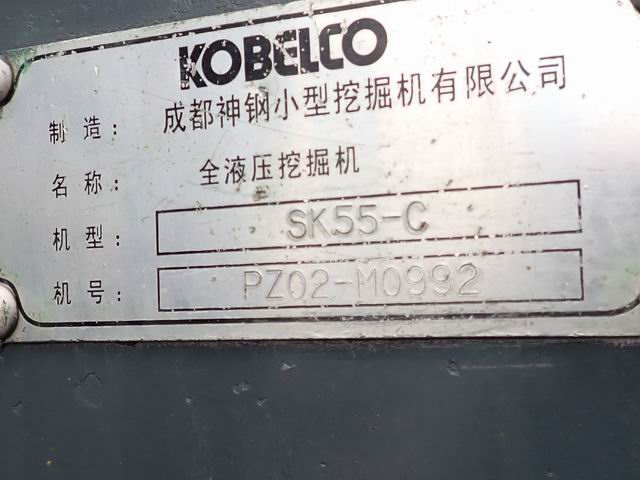 KOBELCO
制造: 成都神钢小型挖掘机有限公司
名称: 全液压挖掘机
机型: SK55-C
机号: PZ02-M0992